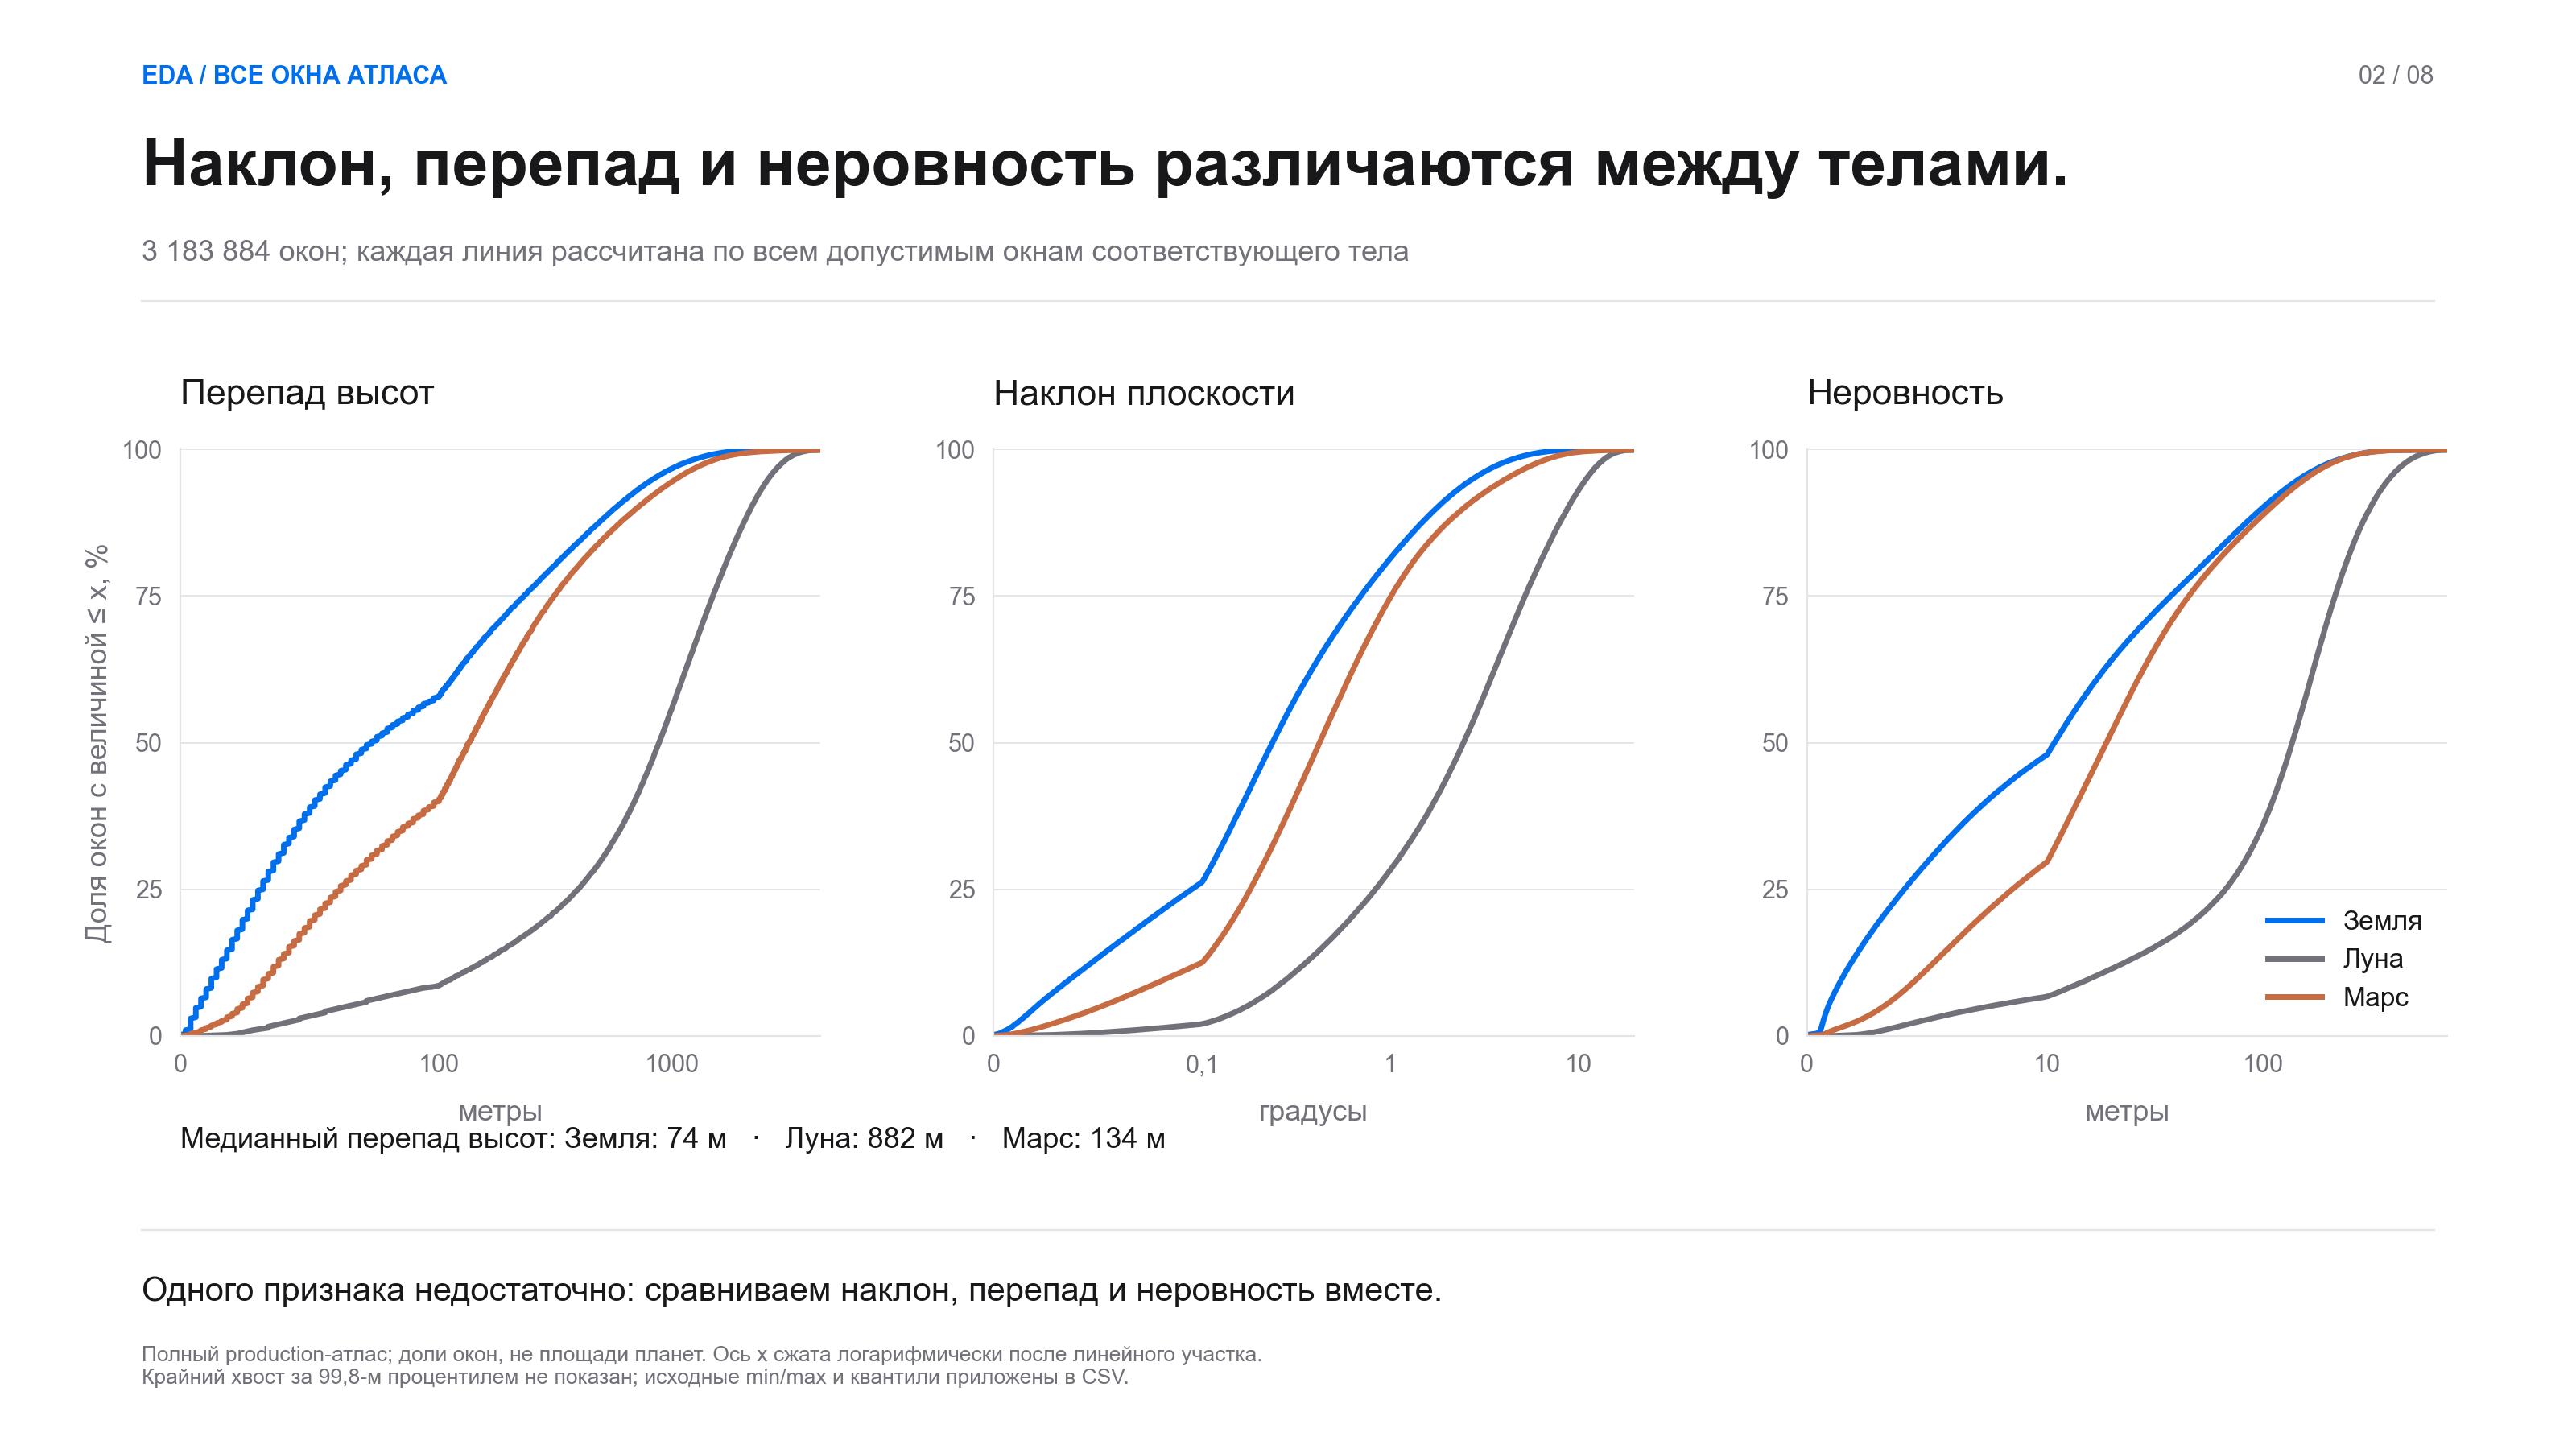 EDA / ВСЕ ОКНА АТЛАСА
02 / 08
Наклон, перепад и неровность различаются между телами.
3 183 884 окон; каждая линия рассчитана по всем допустимым окнам соответствующего тела
Перепад высот
Доля окон с величиной ≤ x, %
100
75
50
25
0
0
100
1000
метры
Наклон плоскости
100
75
50
25
0
0
0,1
1
10
градусы
Неровность
100
75
50
25
0
0
10
100
метры
Земля
Луна
Марс
Медианный перепад высот: Земля: 74 м · Луна: 882 м · Марс: 134 м
Одного признака недостаточно: сравниваем наклон, перепад и неровность вместе.
Полный production-атлас; доли окон, не площади планет. Ось x сжата логарифмически после линейного участка.
Крайний хвост за 99,8-м процентилем не показан; исходные min/max и квантили приложены в CSV.